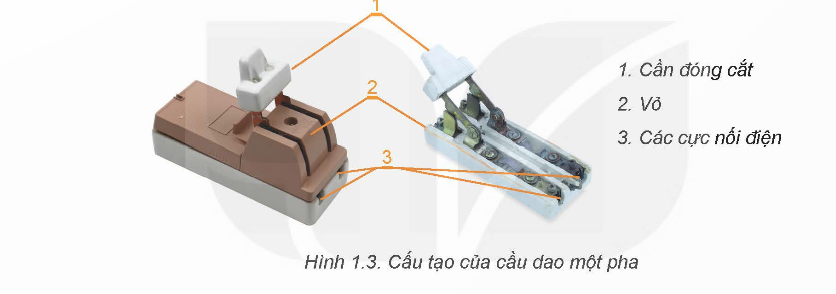 1
2
3
1. Cần đóng cắt
2. Vỏ
3. Các cực nối điện
Hình 1.3. Cấu tạo của cầu dao một pha